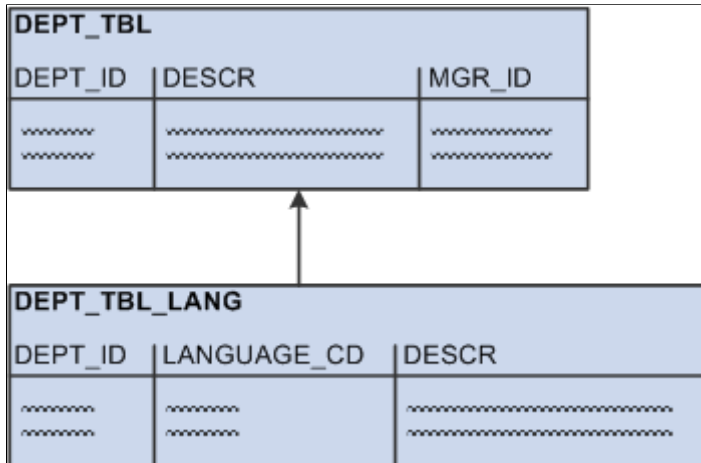 DEPT_TBL
DEPT_ID DESCR MGR_ID
DEPT_TBL_LANG
DEPT_ID LANGUAGE_CD DESCR